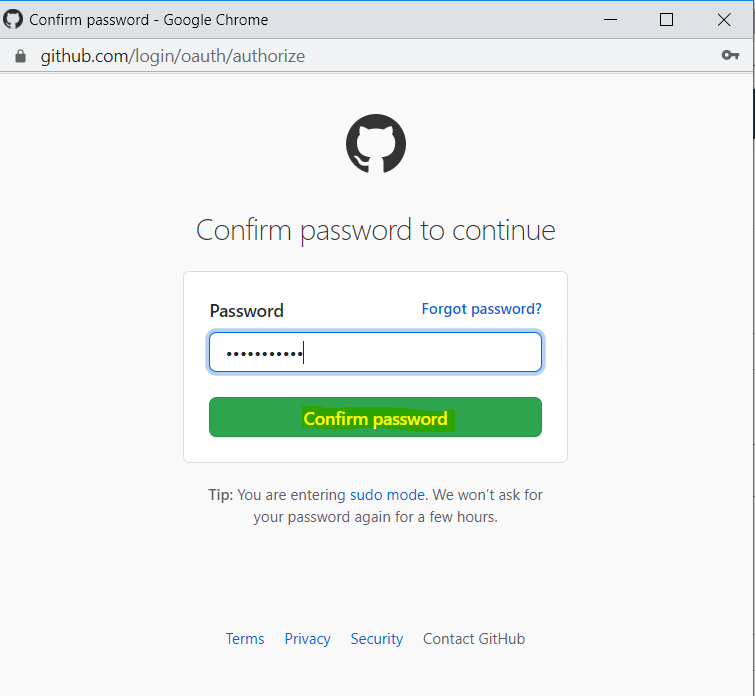 Confirm password - Google Chrome
github.com/login/oauth/authorize
Confirm password to continue
Password Forgot password?
•••••••••••
Confirm password
Tip: You are entering sudo mode. We won't ask for
your password again for a few hours.
Terms Privacy Security Contact GitHub